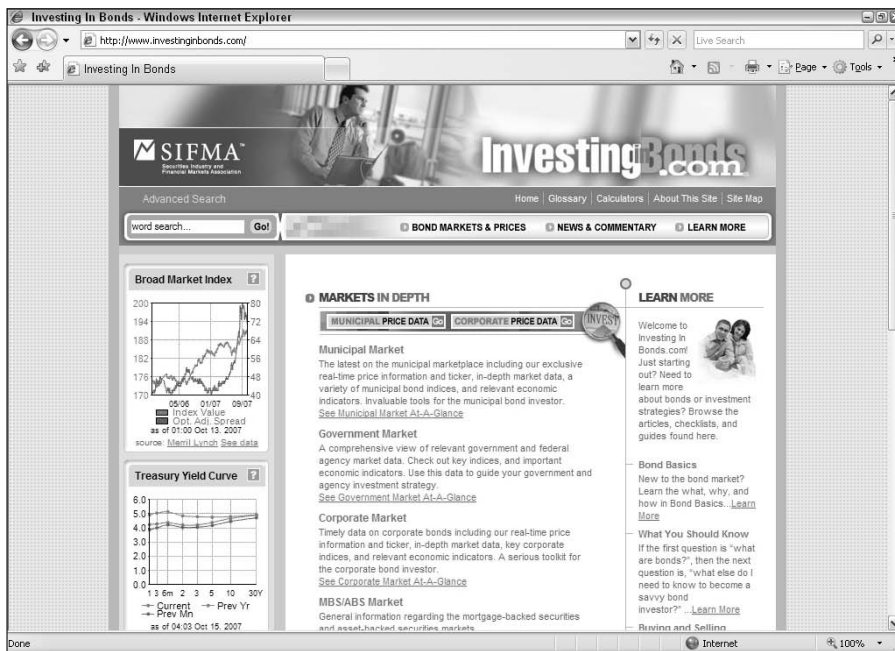 Investing In Bonds - Windows Internet Explorer
http://www.investinginbonds.com/
Live Search
Investing In Bonds
Page
Tools
SIFMA™
Securities Industry and
Financial Markets Association
InvestingInBonds
.com
Advanced Search
Home | Glossary | Calculators | About This Site | Site Map
word search...
Go!
BOND MARKETS & PRICES
NEWS & COMMENTARY
LEARN MORE
Broad Market Index
?
200
194
188
182
176
170
80
72
64
56
48
40
05/06 01/07 09/07
Index Value
Opt. Adj. Spread
as of 01:00 Oct 13, 2007
source: Merril Lynch See data
Treasury Yield Curve
?
6.0
5.0
4.0
3.0
2.0
1.0
0.0
1 3 6m 2 3 5 10 30Y
Current
Prev Yr
Prev Mn
as of 04:03 Oct 15, 2007
MARKETS IN DEPTH
MUNICIPAL PRICE DATA Go
CORPORATE PRICE DATA Go
INVEST
Municipal Market
The latest on the municipal marketplace including our exclusive
real-time price information and ticker, in-depth market data, a
variety of municipal bond indices, and relevant economic
indicators. Invaluable tools for the municipal bond investor.
See Municipal Market At-A-Glance
Government Market
A comprehensive view of relevant government and federal
agency market data. Check out key indices, and important
economic indicators. Use this data to guide your government and
agency investment strategy.
See Government Market At-A-Glance
Corporate Market
Timely data on corporate bonds including our real-time price
information and ticker, in-depth market data, key corporate
indices, and relevant economic indicators. A serious toolkit for
the corporate bond investor.
See Corporate Market At-A-Glance
MBS/ABS Market
General information regarding the mortgage-backed securities
and asset-backed securities markets.
LEARN MORE
Welcome to
Investing In
Bonds.com!
Just starting
out? Need to
learn more
about bonds or investment
strategies? Browse the
articles, checklists, and
guides found here.
Bond Basics
New to the bond market?
Learn the what, why, and
how in Bond Basics...Learn
More
What You Should Know
If the first question is "what
are bonds?", then the next
question is, "what else do I
need to know to become a
savvy bond
investor?" ...Learn More
Buying and Selling
Done
Internet
100%